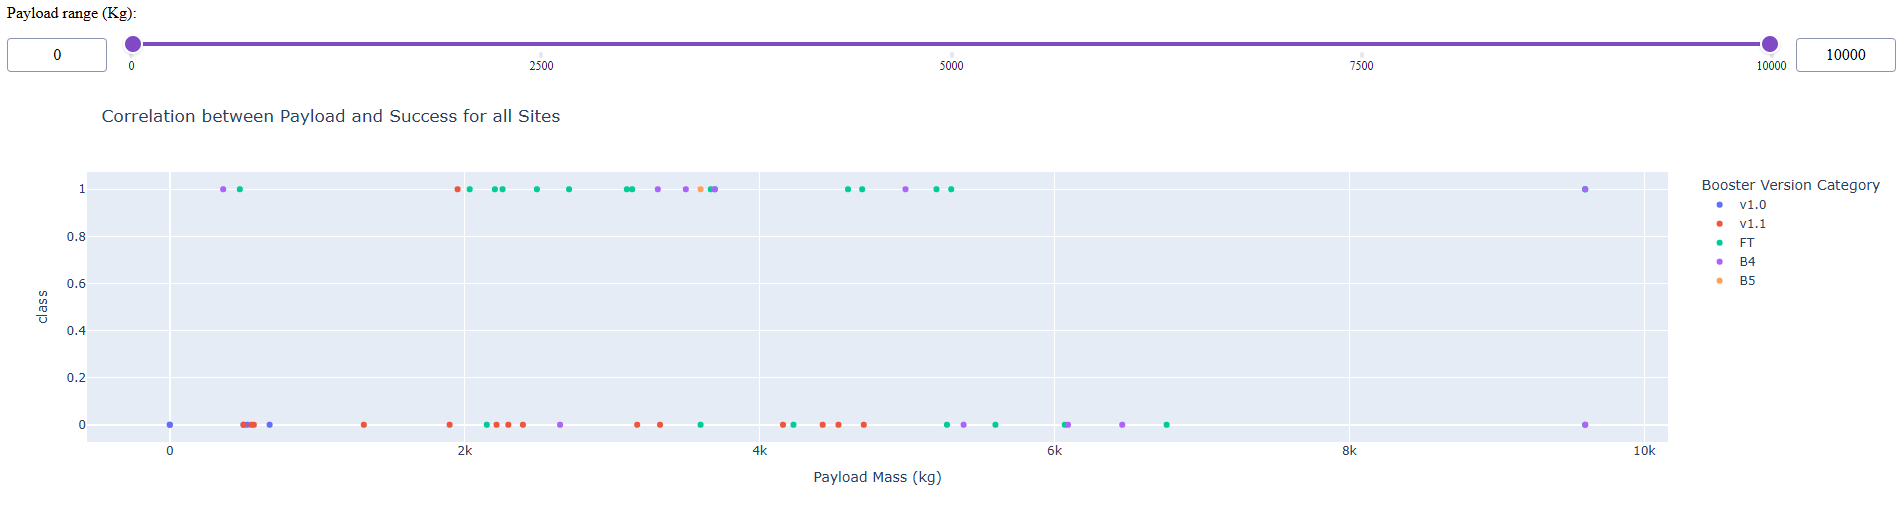 Payload range (Kg):
0
10000
0 2500 5000 7500 10000
Correlation between Payload and Success for all Sites
1
0.8
0.6
0.4
0.2
0
class
0 2k 4k 6k 8k 10k
Payload Mass (kg)
Booster Version Category
v1.0
v1.1
FT
B4
B5